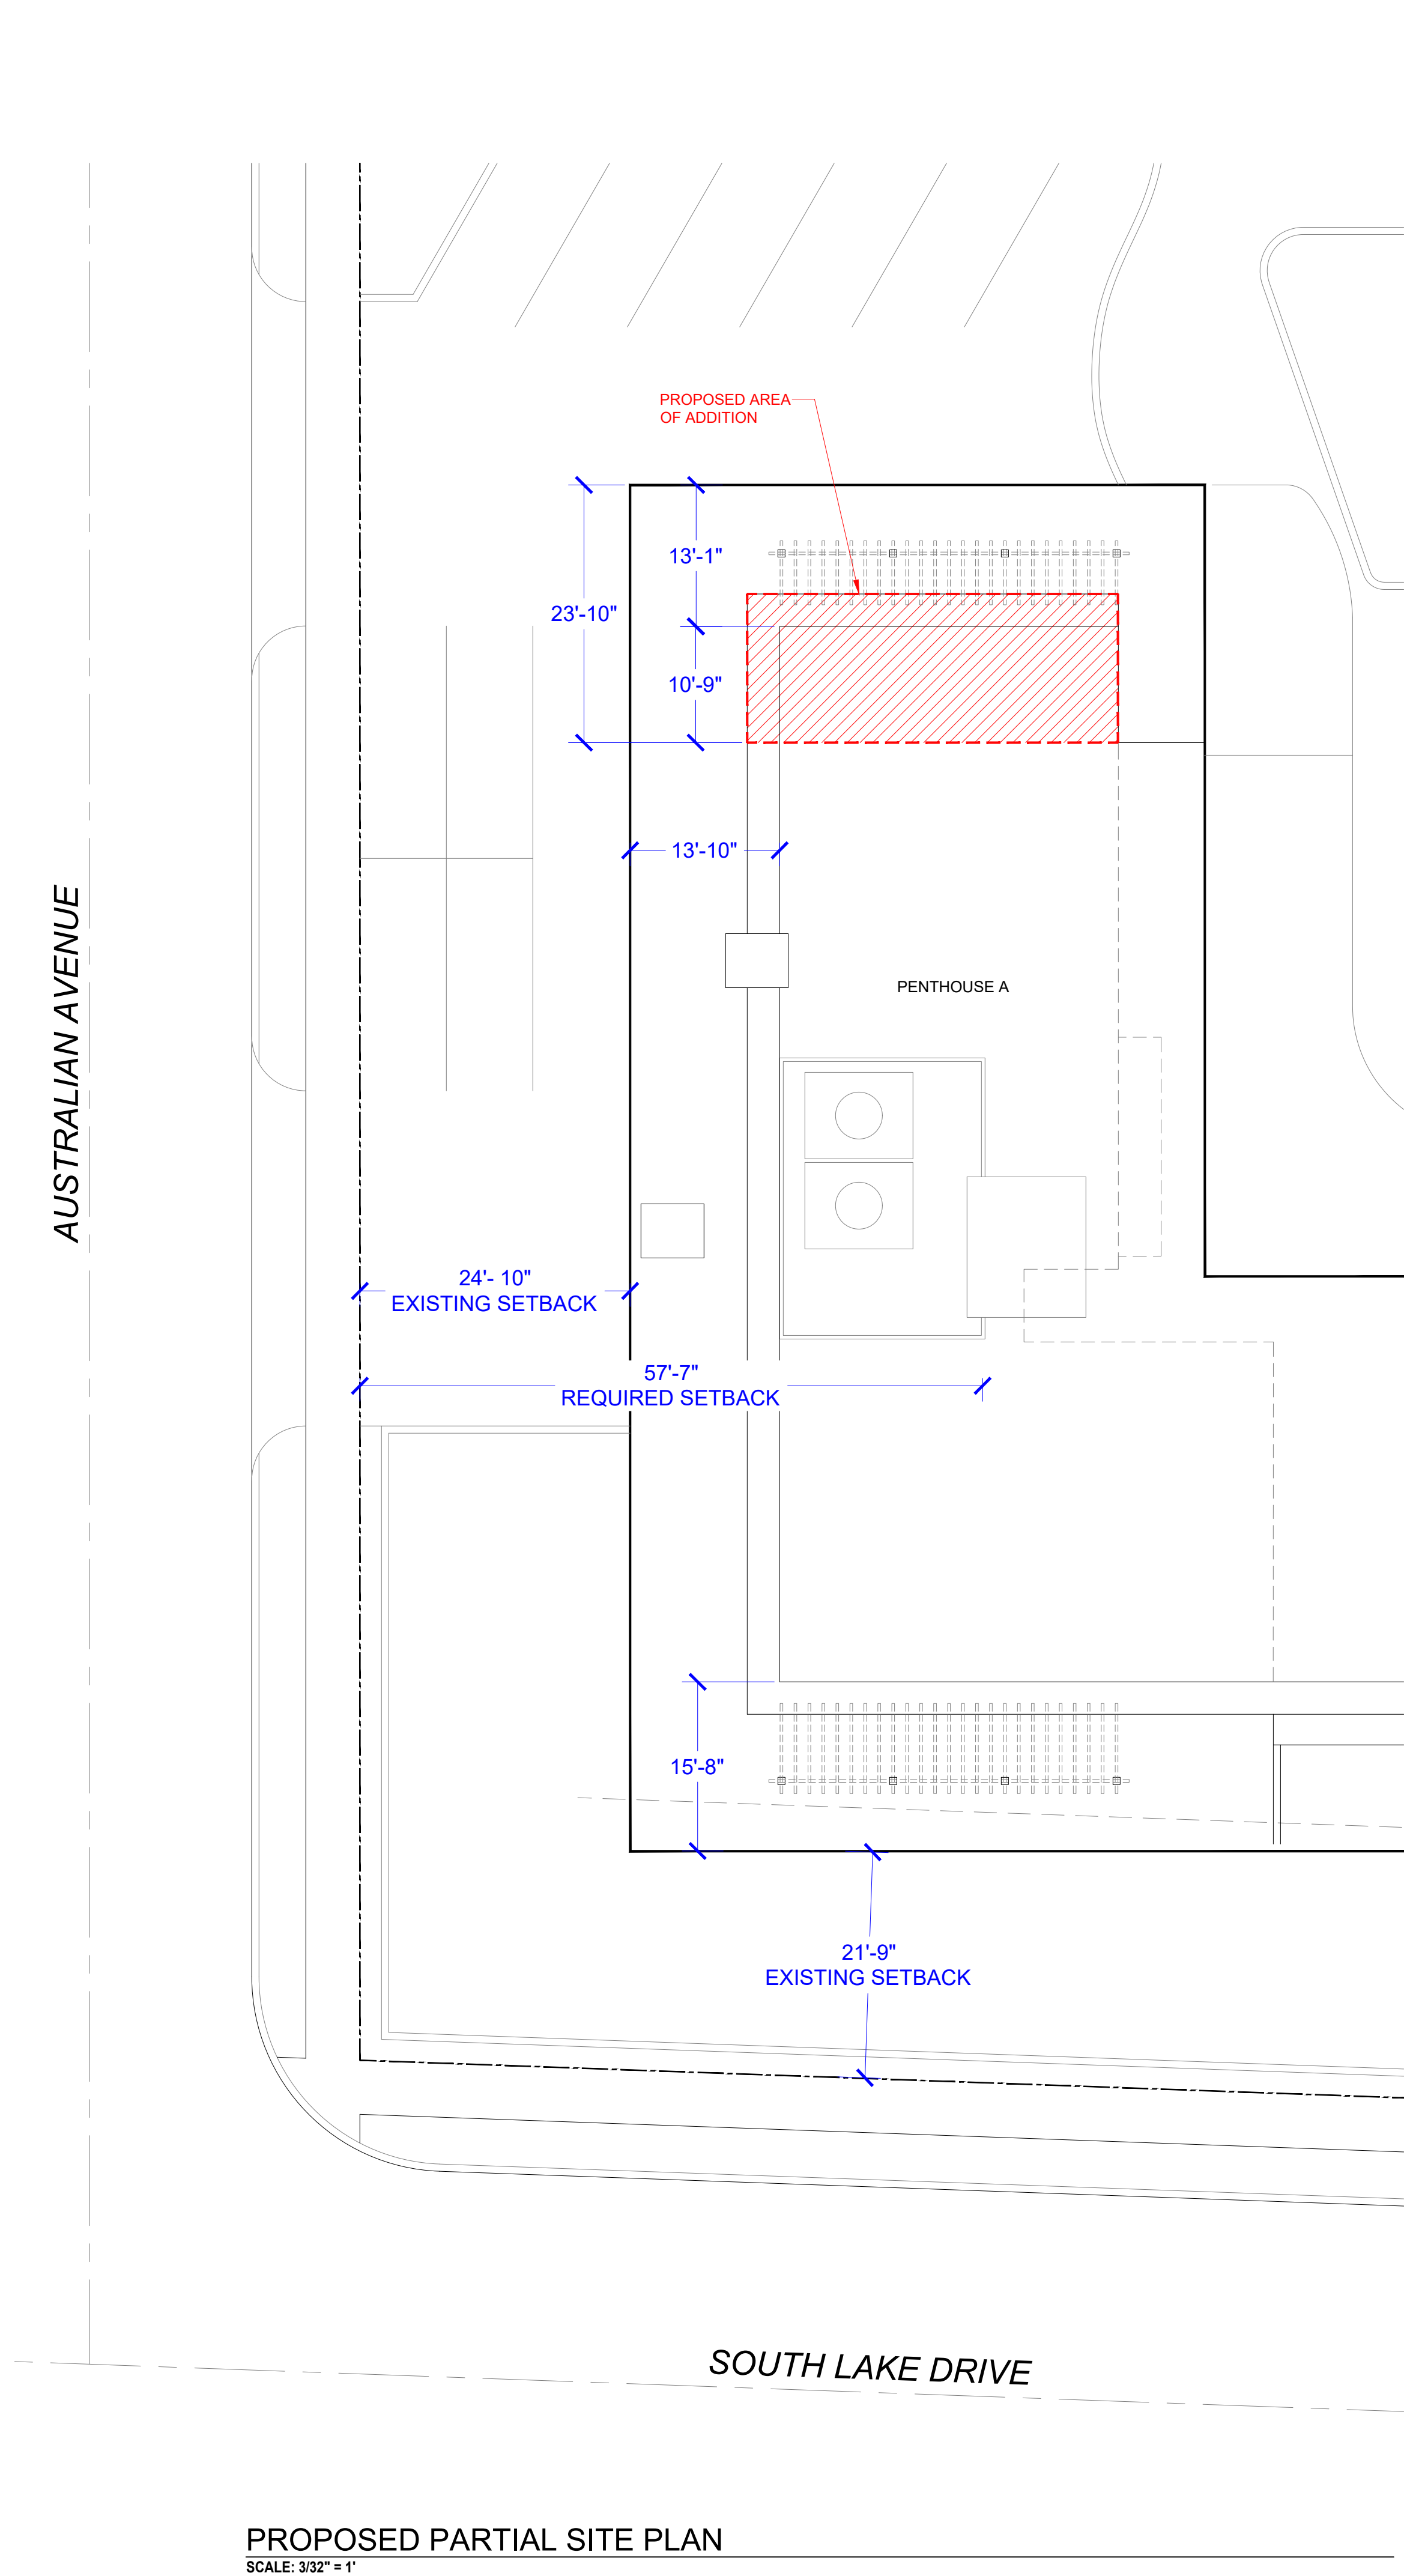 PROPOSED AREA
OF ADDITION
13'-1"
23'-10"
10'-9"
13'-10"
AUSTRALIAN AVENUE
PENTHOUSE A
24'- 10"
EXISTING SETBACK
57'-7"
REQUIRED SETBACK
15'-8"
21'-9"
EXISTING SETBACK
SOUTH LAKE DRIVE
PROPOSED PARTIAL SITE PLAN
SCALE: 3/32" = 1'